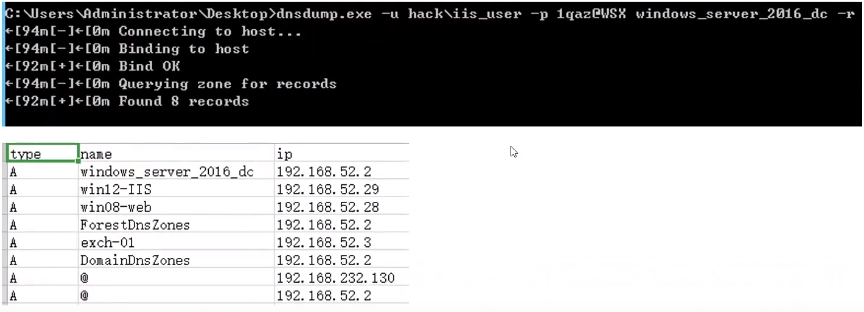 C:\Users\Administrator\Desktop>dnsdump.exe -u hack\iis_user -p 1qaz@WSX windows_server_2016_dc -r
←[94m[-]←[0m Connecting to host...
←[94m[-]←[0m Binding to host
←[92m[+]←[0m Bind OK
←[94m[-]←[0m Querying zone for records
←[92m[+]←[0m Found 8 records
type name ip
A windows_server_2016_dc 192.168.52.2
A win12-IIS 192.168.52.29
A win08-web 192.168.52.28
A ForestDnsZones 192.168.52.2
A exch-01 192.168.52.3
A DomainDnsZones 192.168.52.2
A @ 192.168.232.130
A @ 192.168.52.2